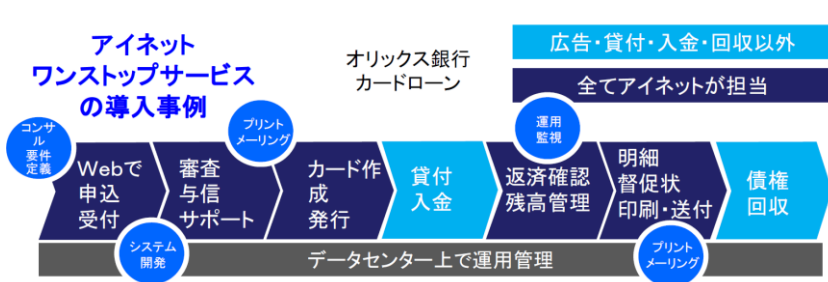 アイネット
ワンストップサービス
の導入事例
オリックス銀行
カードローン
広告・貸付・入金・回収以外
全てアイネットが担当
コンサ
ル
要件
定義
プリント
メーリング
運用
監視
Webで
申込
受付
審査
与信
サポート
カード作
成
発行
貸付
入金
返済確認
残高管理
明細
督促状
印刷・送付
債権
回収
システム
開発
データセンター上で運用管理
プリント
メーリング